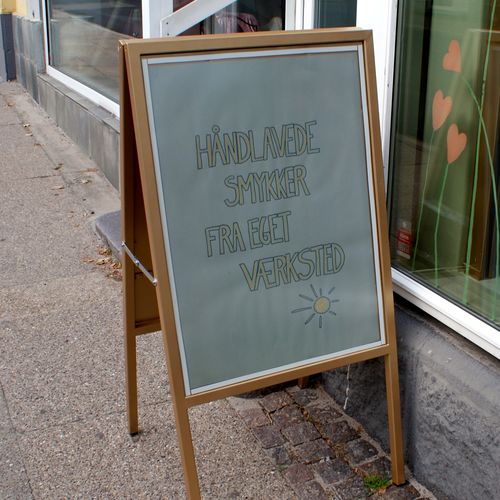 HÅNDLAVEDE
SMYKKER
FRA EGET
VÆRKSTED